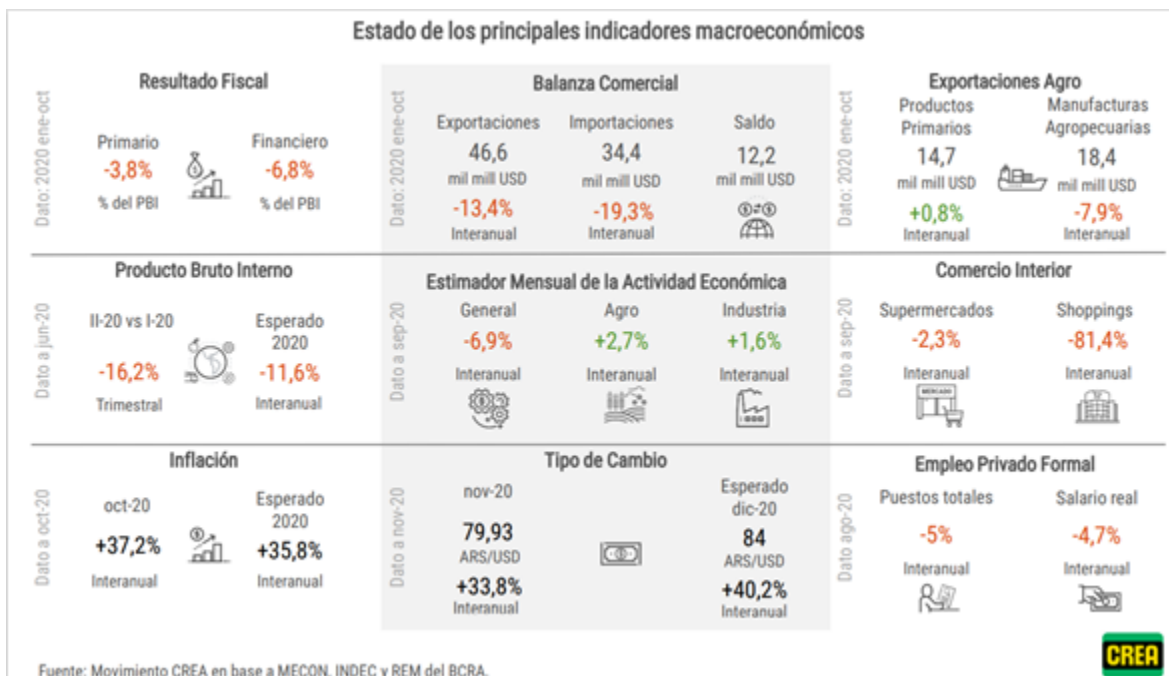 Estado de los principales indicadores macroeconómicos
Resultado Fiscal
Dato: 2020 ene-oct
Primario
-3,8%
% del PBI
Financiero
-6,8%
% del PBI
Balanza Comercial
Dato: 2020 ene-oct
Exportaciones
46,6
mil mill USD
-13,4%
Interanual
Importaciones
34,4
mil mill USD
-19,3%
Interanual
Saldo
12,2
mil mill USD
Exportaciones Agro
Dato: 2020 ene-oct
Productos
Primarios
14,7
mil mill USD
+0,8%
Interanual
Manufacturas
Agropecuarias
18,4
mil mill USD
-7,9%
Interanual
Producto Bruto Interno
Dato a jun-20
II-20 vs I-20
-16,2%
Trimestral
Esperado
2020
-11,6%
Interanual
Estimador Mensual de la Actividad Económica
Dato a sep-20
General
-6,9%
Interanual
Agro
+2,7%
Interanual
Industria
+1,6%
Interanual
Comercio Interior
Dato a sep-20
Supermercados
-2,3%
Interanual
MERCADO
Shoppings
-81,4%
Interanual
Inflación
Dato a oct-20
oct-20
+37,2%
Interanual
Esperado
2020
+35,8%
Interanual
Tipo de Cambio
Dato a nov-20
nov-20
79,93
ARS/USD
+33,8%
Interanual
Esperado
dic-20
84
ARS/USD
+40,2%
Interanual
Empleo Privado Formal
Dato ago-20
Puestos totales
-5%
Interanual
Salario real
-4,7%
Interanual
CREA
Fuente: Movimiento CREA en base a MECON, INDEC y REM del BCRA.